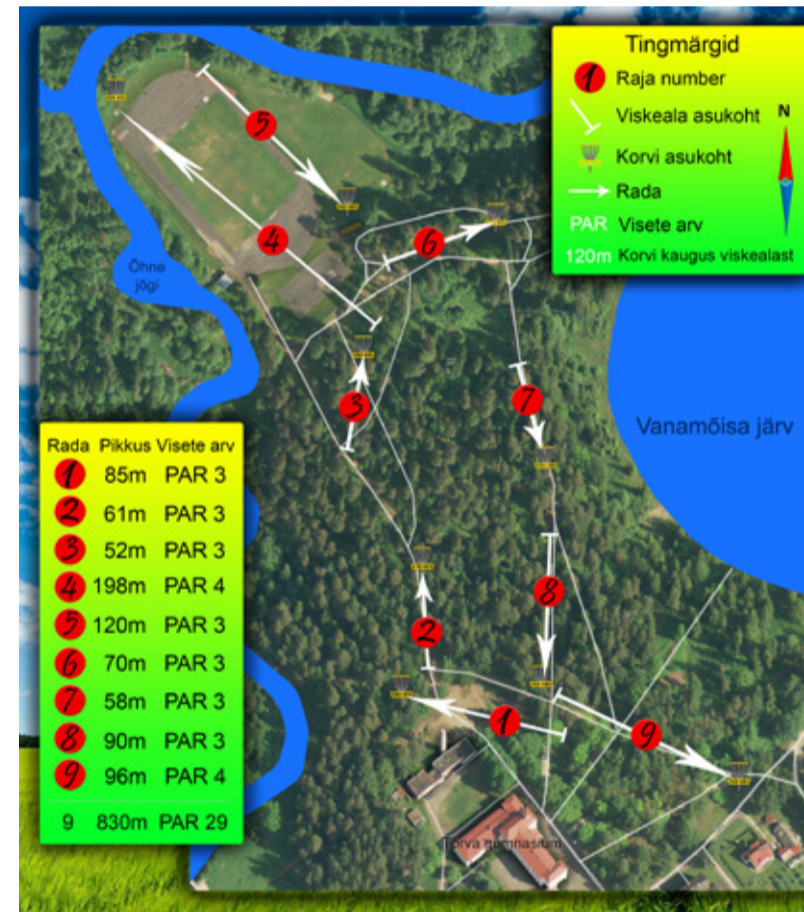 Tingmärgid
1 Raja number
Viskeala asukoht
Korvi asukoht
Rada
PAR Visete arv
120m Korvi kaugus viskealast
N
5
4
6
Õhne
jõgi
3
7
Vanamõisa järv
Rada Pikkus Visete arv
1 85m PAR 3
2 61m PAR 3
3 52m PAR 3
4 198m PAR 4
5 120m PAR 3
6 70m PAR 3
7 58m PAR 3
8 90m PAR 3
9 96m PAR 4
9 830m PAR 29
8
2
1
9
Tõrva gümnaasium